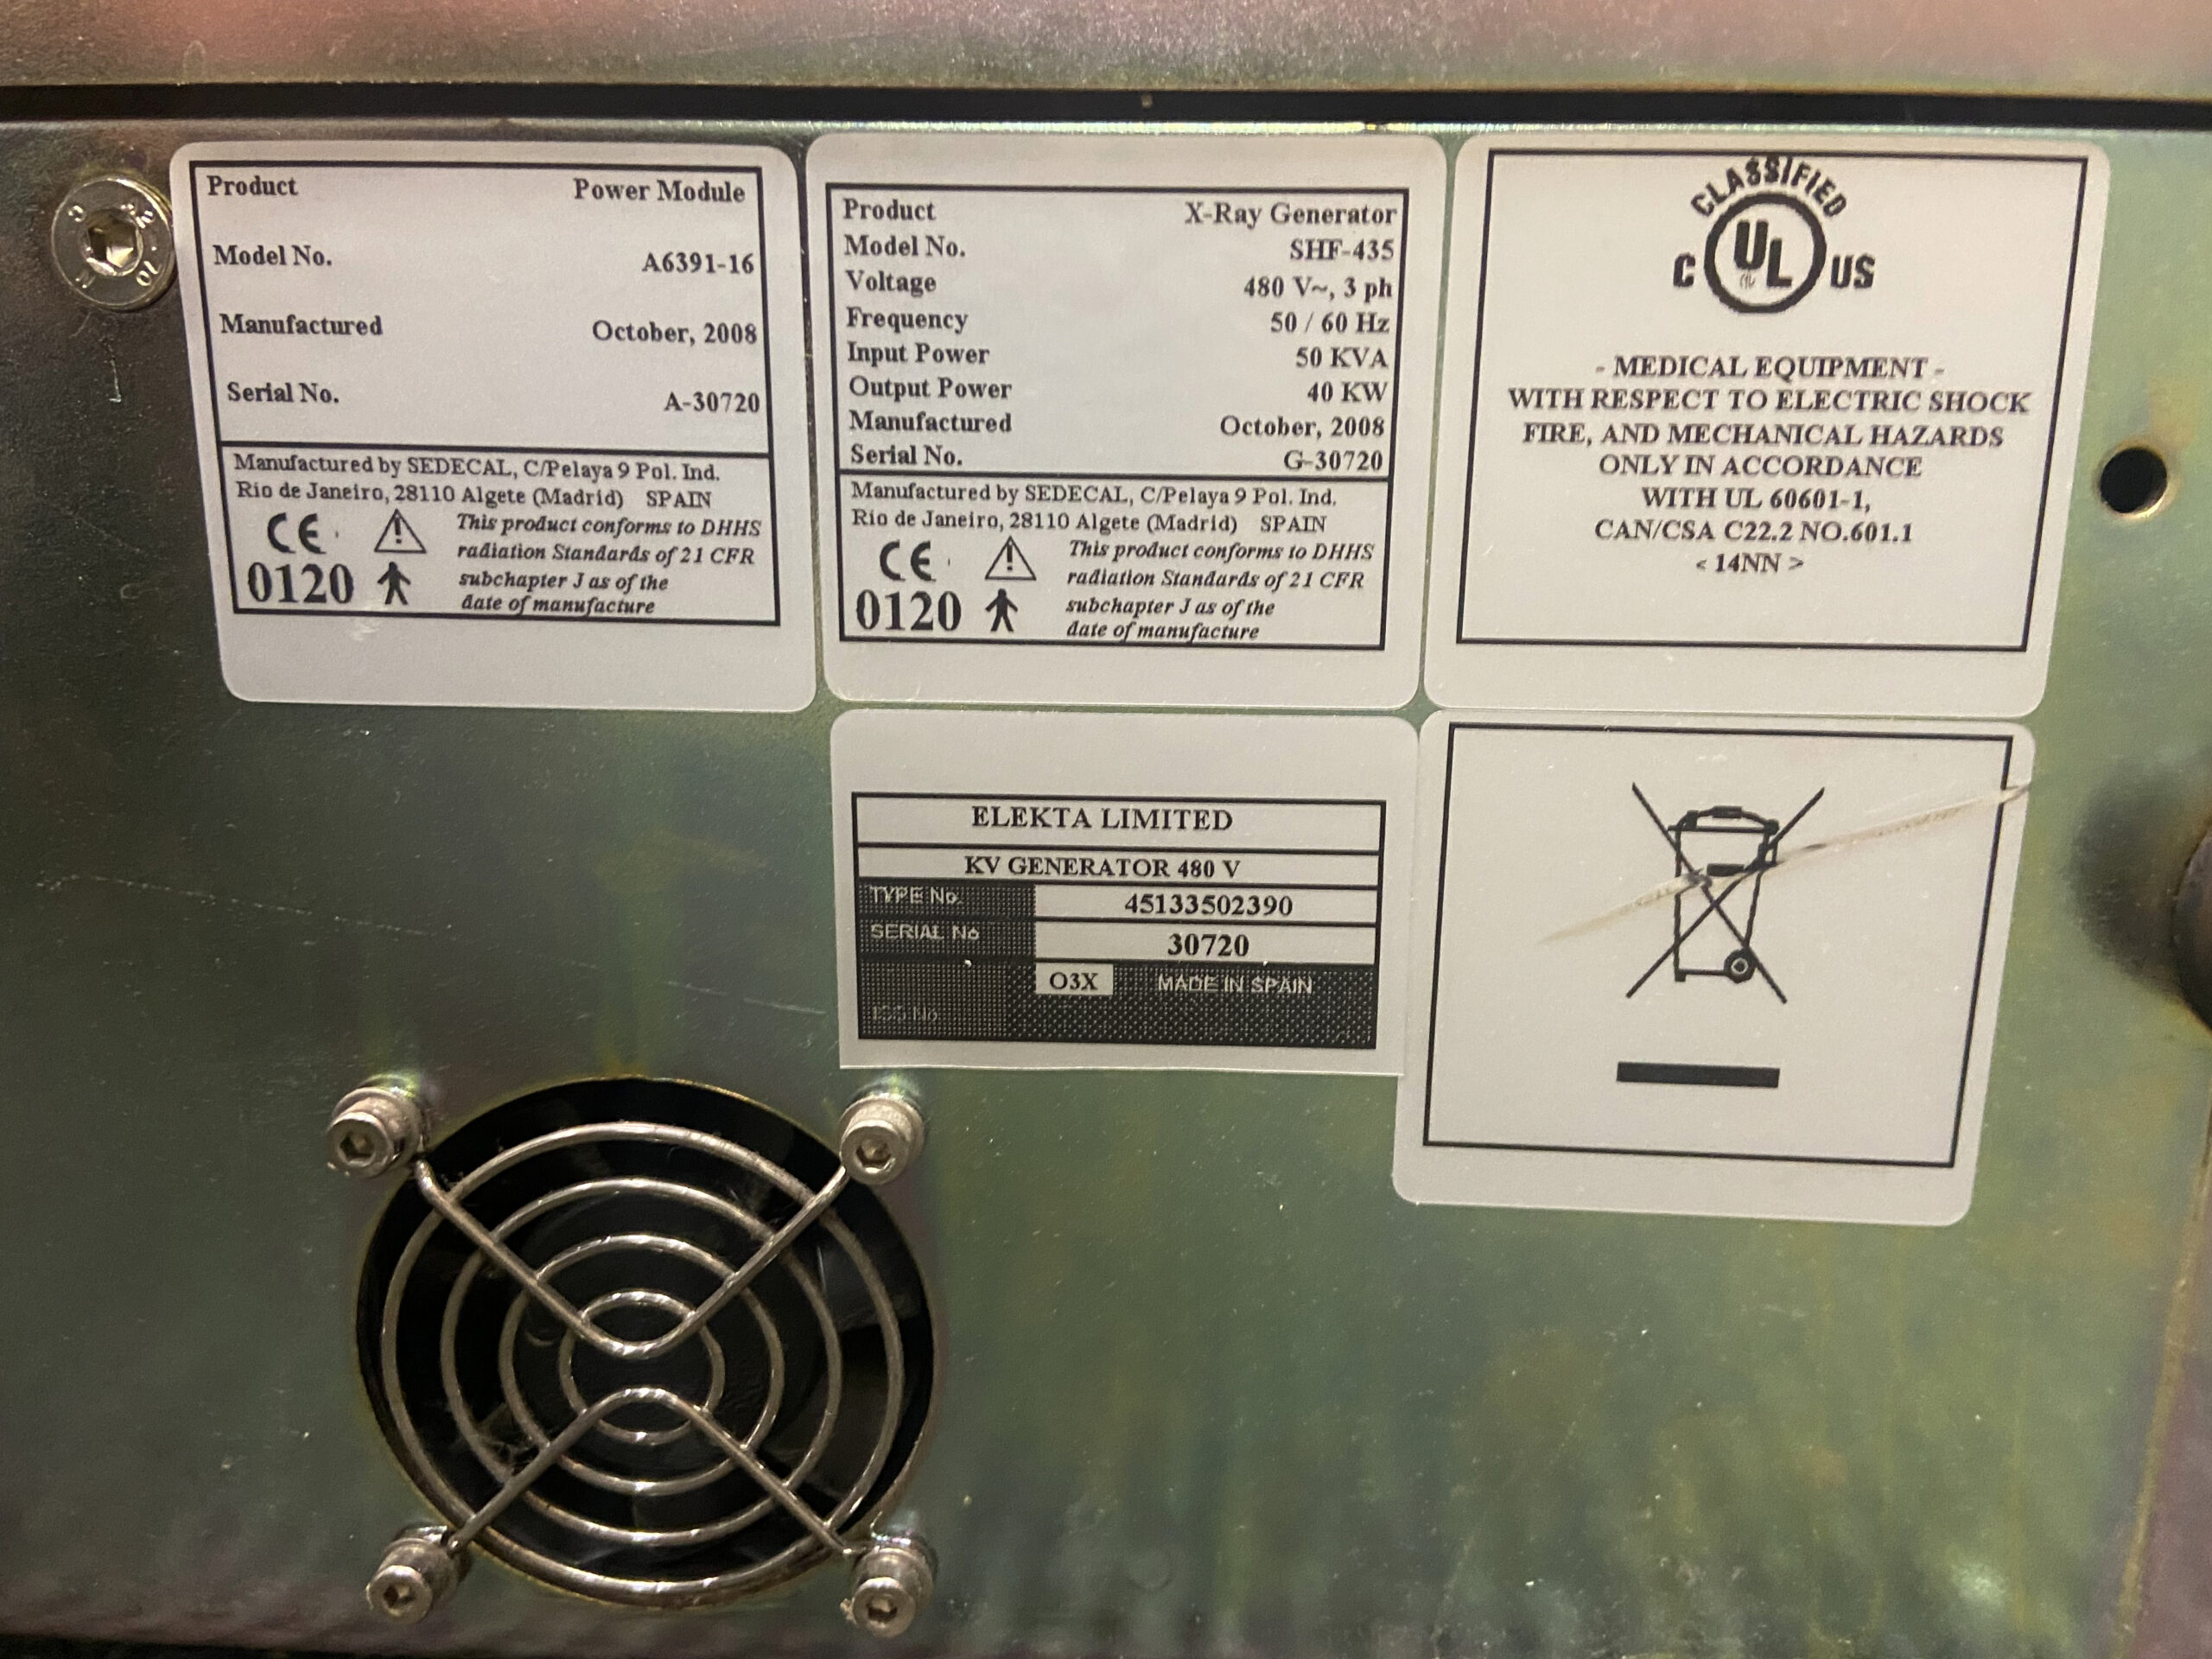 Product Power Module
Model No. A6391-16
Manufactured October, 2008
Serial No. A-30720
Manufactured by SEDECAL, C/Pelaya 9 Pol. Ind.
Rio de Janeiro, 28110 Algete (Madrid) SPAIN
CE
0120
This product conforms to DHHS
radiation Standards of 21 CFR
subchapter J as of the
date of manufacture
Product X-Ray Generator
Model No. SHF-435
Voltage 480 V~, 3 ph
Frequency 50 / 60 Hz
Input Power 50 KVA
Output Power 40 KW
Manufactured October, 2008
Serial No. G-30720
Manufactured by SEDECAL, C/Pelaya 9 Pol. Ind.
Rio de Janeiro, 28110 Algete (Madrid) SPAIN
CE
0120
This product conforms to DHHS
radiation Standards of 21 CFR
subchapter J as of the
date of manufacture
CLASSIFIED
C UL US
- MEDICAL EQUIPMENT -
WITH RESPECT TO ELECTRIC SHOCK
FIRE, AND MECHANICAL HAZARDS
ONLY IN ACCORDANCE
WITH UL 60601-1,
CAN/CSA C22.2 NO.601.1
< 14NN >
ELEKTA LIMITED
KV GENERATOR 480 V
TYPE No. 45133502390
SERIAL No 30720
O3X MADE IN SPAIN